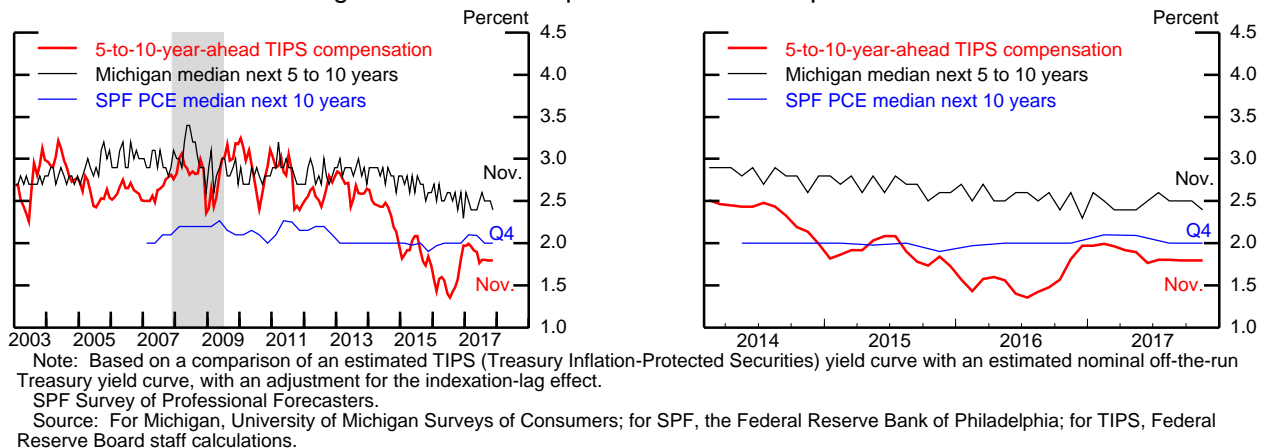 Percent
4.5
4.0
3.5
3.0
2.5
2.0
1.5
1.0
5-to-10-year-ahead TIPS compensation
Michigan median next 5 to 10 years
SPF PCE median next 10 years
Nov.
Q4
Nov.
2003 2005 2007 2009 2011 2013 2015 2017
Percent
4.5
4.0
3.5
3.0
2.5
2.0
1.5
1.0
5-to-10-year-ahead TIPS compensation
Michigan median next 5 to 10 years
SPF PCE median next 10 years
Nov.
Q4
Nov.
2014 2015 2016 2017
Note: Based on a comparison of an estimated TIPS (Treasury Inflation-Protected Securities) yield curve with an estimated nominal off-the-run
Treasury yield curve, with an adjustment for the indexation-lag effect.
SPF Survey of Professional Forecasters.
Source: For Michigan, University of Michigan Surveys of Consumers; for SPF, the Federal Reserve Bank of Philadelphia; for TIPS, Federal
Reserve Board staff calculations.